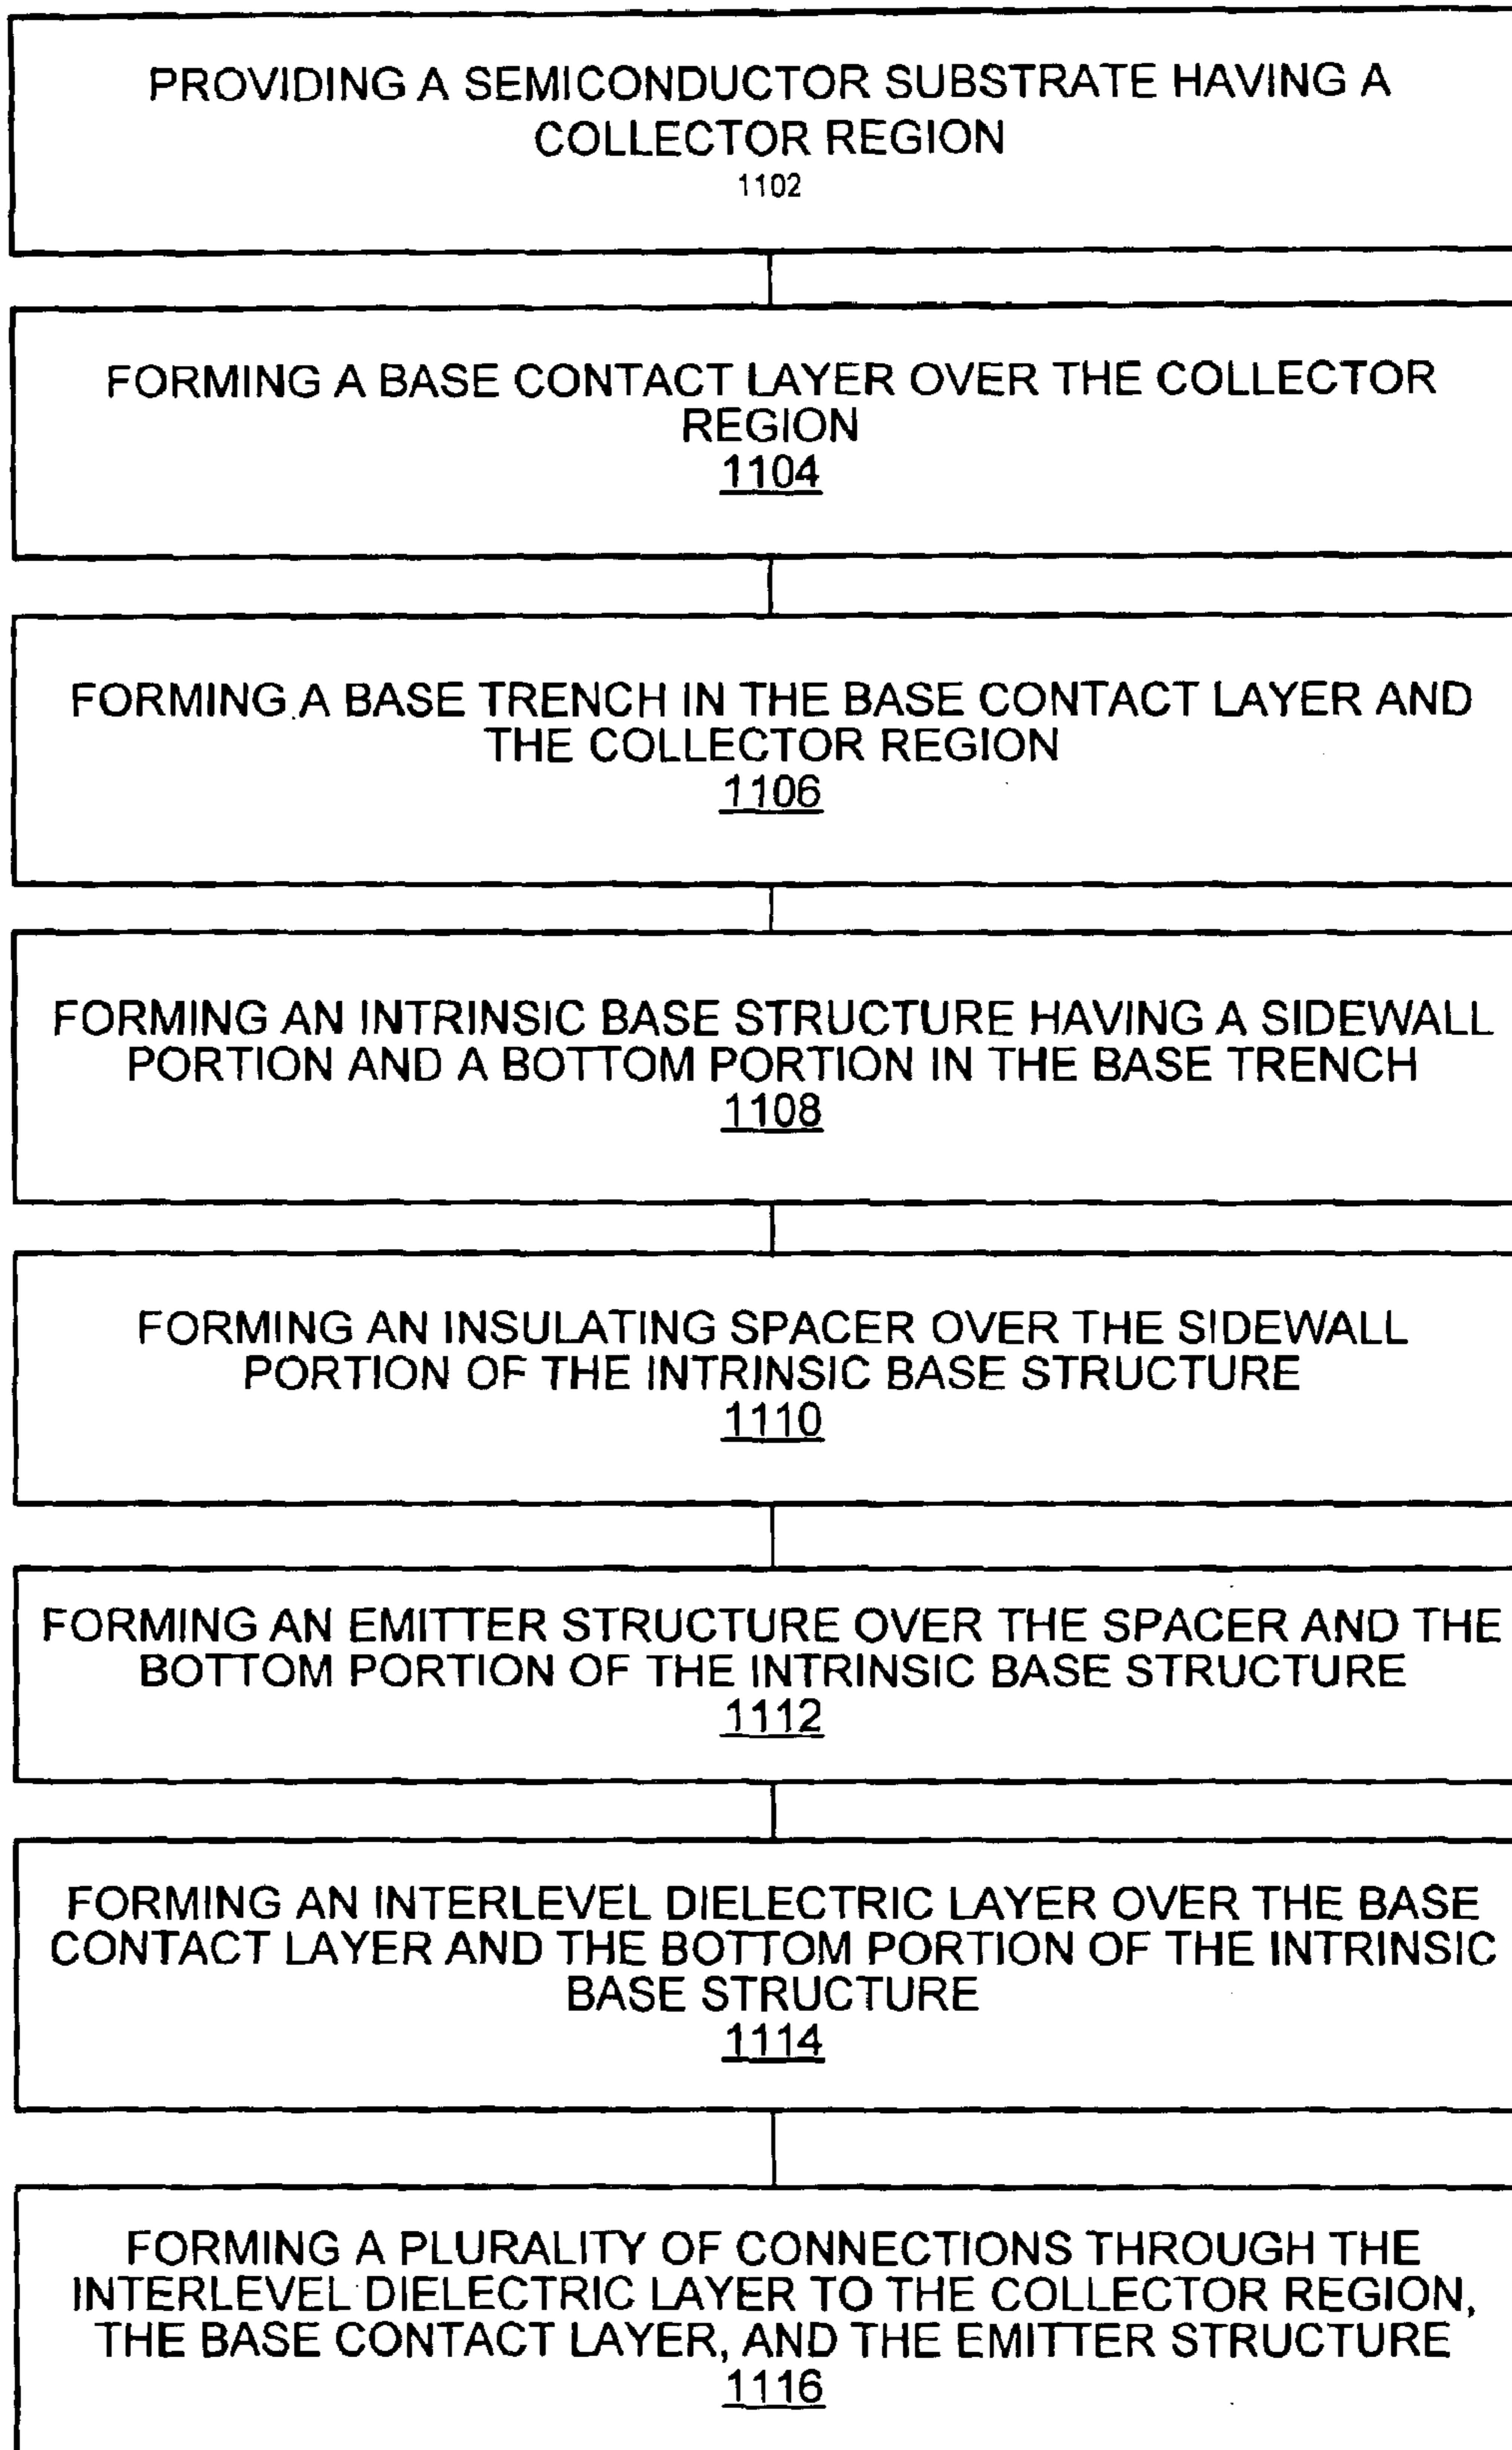 PROVIDING A SEMICONDUCTOR SUBSTRATE HAVING A
COLLECTOR REGION
1102
FORMING A BASE CONTACT LAYER OVER THE COLLECTOR
REGION
1104
FORMING A BASE TRENCH IN THE BASE CONTACT LAYER AND
THE COLLECTOR REGION
1106
FORMING AN INTRINSIC BASE STRUCTURE HAVING A SIDEWALL
PORTION AND A BOTTOM PORTION IN THE BASE TRENCH
1108
FORMING AN INSULATING SPACER OVER THE SIDEWALL
PORTION OF THE INTRINSIC BASE STRUCTURE
1110
FORMING AN EMITTER STRUCTURE OVER THE SPACER AND THE
BOTTOM PORTION OF THE INTRINSIC BASE STRUCTURE
1112
FORMING AN INTERLEVEL DIELECTRIC LAYER OVER THE BASE
CONTACT LAYER AND THE BOTTOM PORTION OF THE INTRINSIC
BASE STRUCTURE
1114
FORMING A PLURALITY OF CONNECTIONS THROUGH THE
INTERLEVEL DIELECTRIC LAYER TO THE COLLECTOR REGION,
THE BASE CONTACT LAYER, AND THE EMITTER STRUCTURE
1116